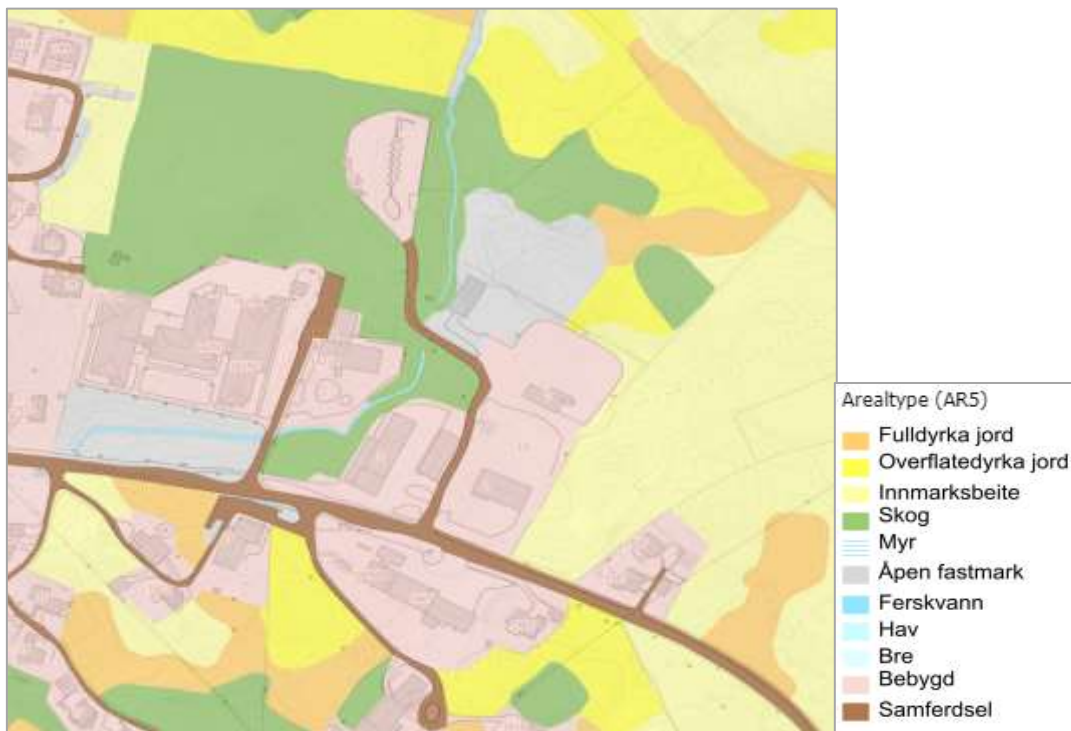 Arealtype (AR5)
Fulldyrka jord
Overflatedyrka jord
Innmarksbeite
Skog
Myr
Åpen fastmark
Ferskvann
Hav
Bre
Bebygd
Samferdsel